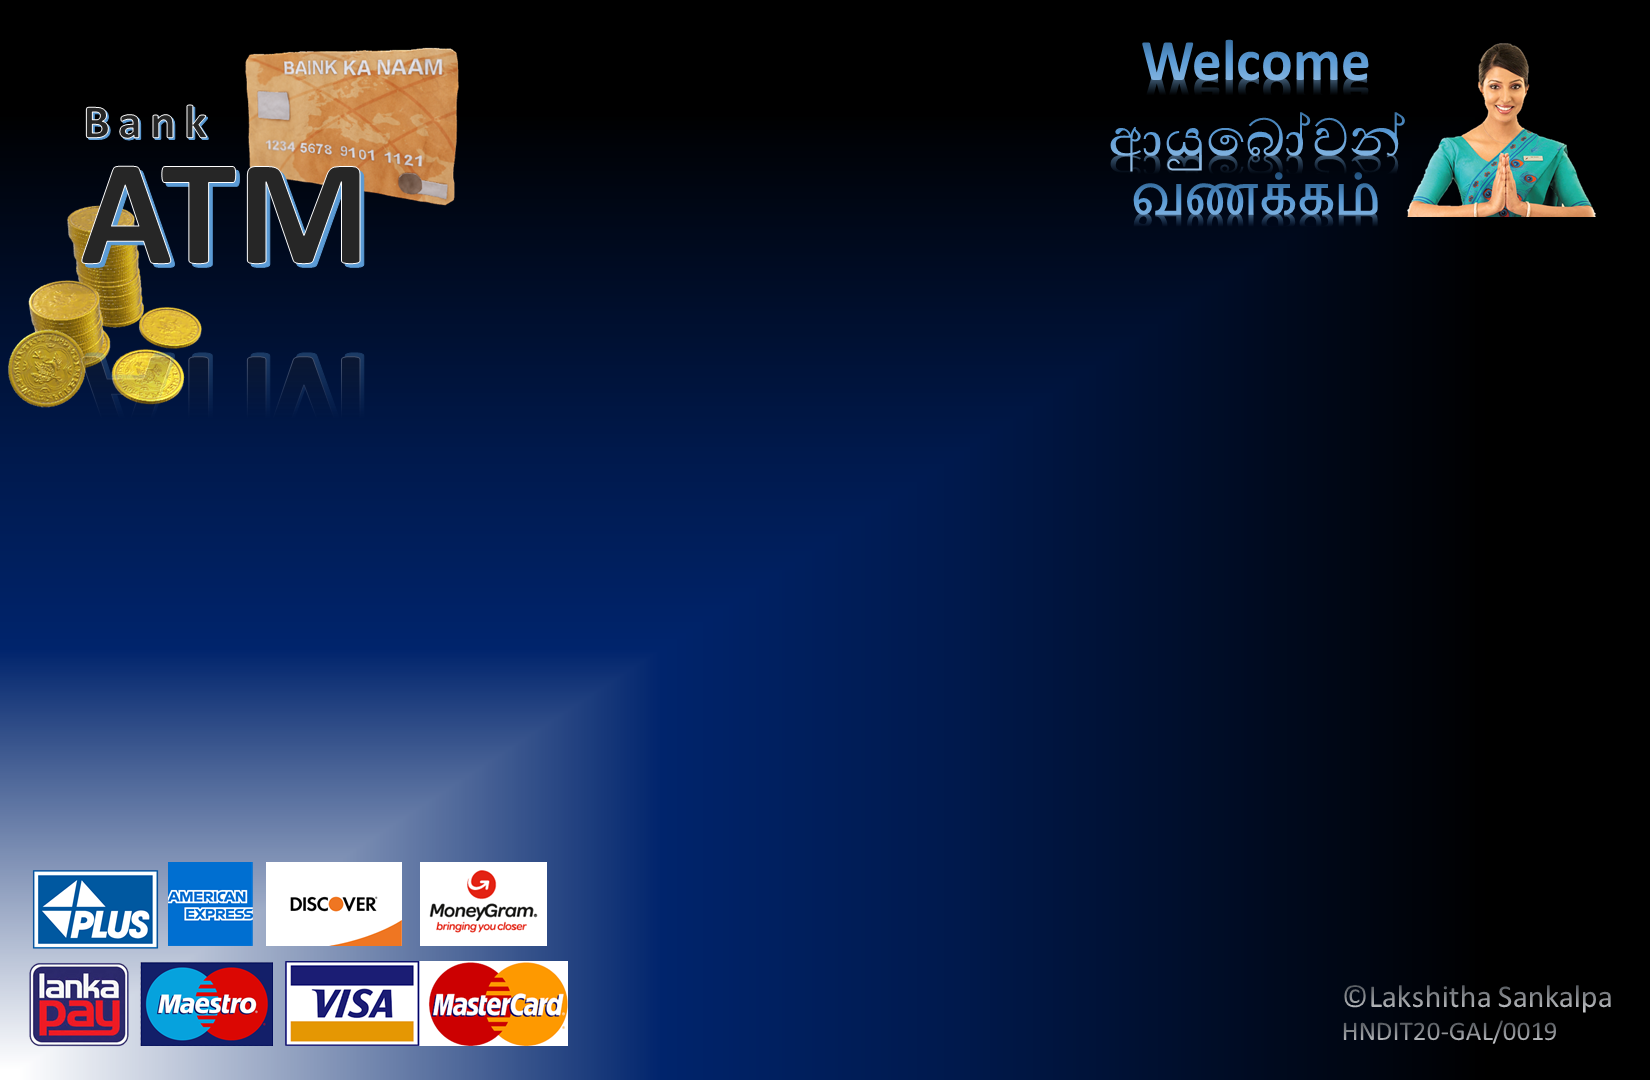 BAINK KA NAAM
1234 5678 9101 1121
Bank
ATM
Welcome
ආයුබෝවන්
வணக்கம்
PLUS
AMERICAN
EXPRESS
DISCOVER
MoneyGram.
bringing you closer
lanka
pay
Maestro
VISA
MasterCard
©Lakshitha Sankalpa
HNDIT20-GAL/0019